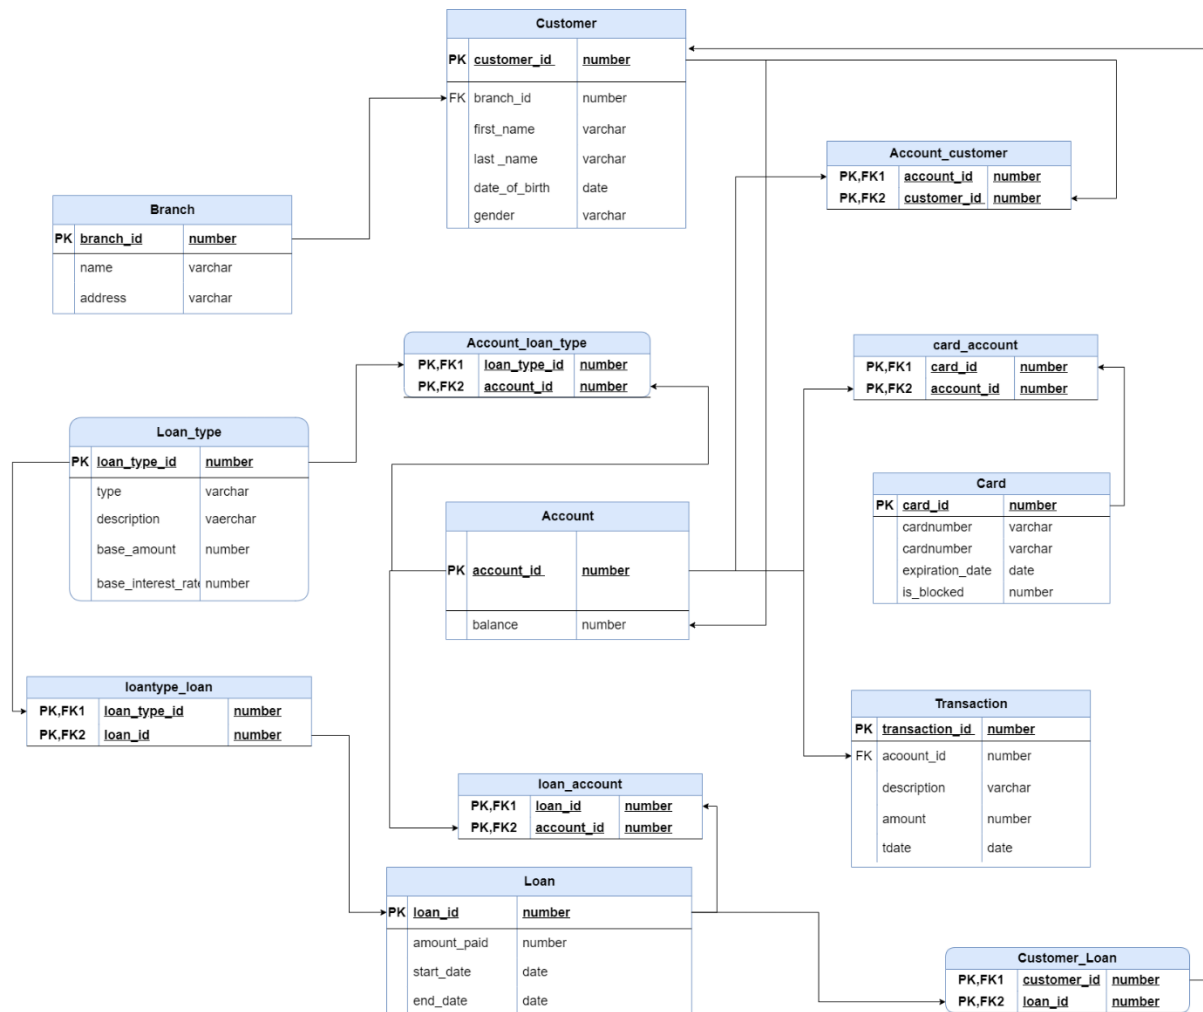 Customer
PK customer_id number
FK branch_id number
first_name varchar
last _name varchar
date_of_birth date
gender varchar
Account_customer
PK,FK1 account_id number
PK,FK2 customer_id number
Branch
PK branch_id number
name varchar
address varchar
Account_loan_type
PK,FK1 loan_type_id number
PK,FK2 account_id number
card_account
PK,FK1 card_id number
PK,FK2 account_id number
Loan_type
PK loan_type_id number
type varchar
description vaerchar
base_amount number
base_interest_rate number
Card
PK card_id number
cardnumber varchar
cardnumber varchar
expiration_date date
is_blocked number
Account
PK account_id number
balance number
loantype_loan
PK,FK1 loan_type_id number
PK,FK2 loan_id number
Transaction
PK transaction_id number
FK acoount_id number
description varchar
amount number
tdate date
loan_account
PK,FK1 loan_id number
PK,FK2 account_id number
Loan
PK loan_id number
amount_paid number
start_date date
end_date date
Customer_Loan
PK,FK1 customer_id number
PK,FK2 loan_id number